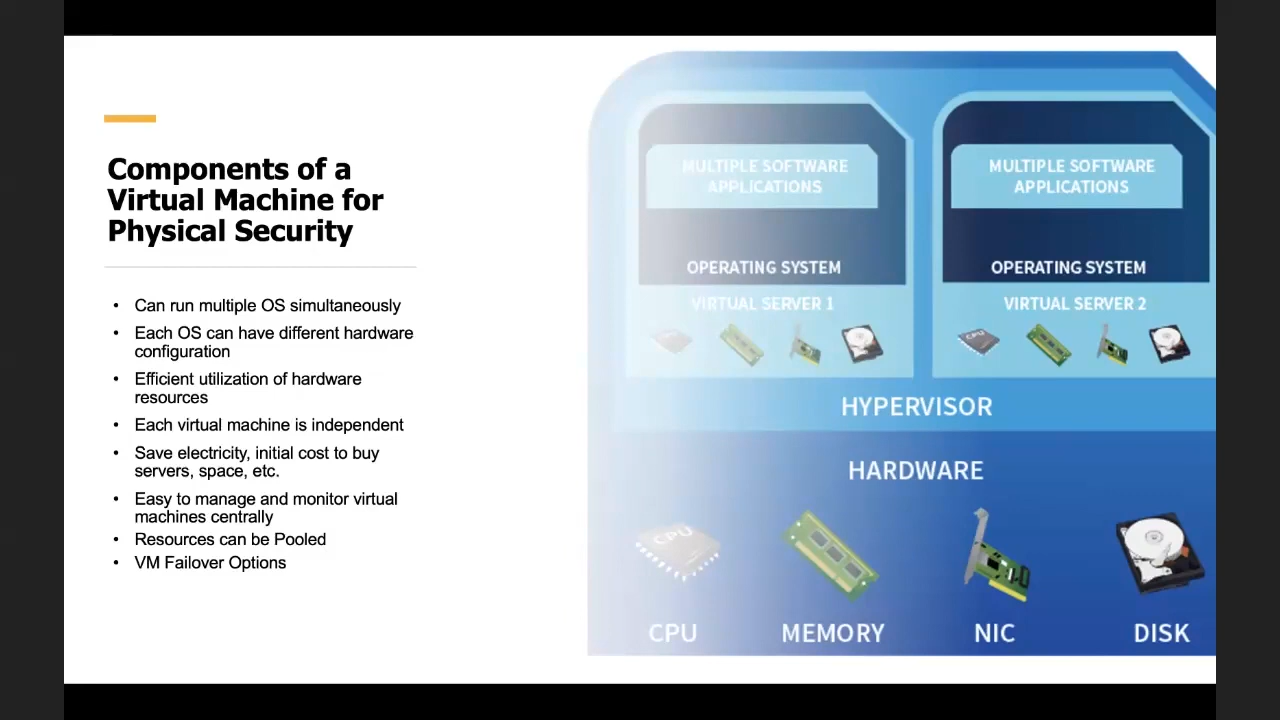 Components of a
Virtual Machine for
Physical Security
• Can run multiple OS simultaneously
• Each OS can have different hardware
configuration
• Efficient utilization of hardware
resources
• Each virtual machine is independent
• Save electricity, initial cost to buy
servers, space, etc.
• Easy to manage and monitor virtual
machines centrally
• Resources can be Pooled
• VM Failover Options
MULTIPLE SOFTWARE
APPLICATIONS
OPERATING SYSTEM
VIRTUAL SERVER 1
MULTIPLE SOFTWARE
APPLICATIONS
OPERATING SYSTEM
VIRTUAL SERVER 2
CPU
HYPERVISOR
HARDWARE
CPU
CPU
MEMORY
NIC
DISK